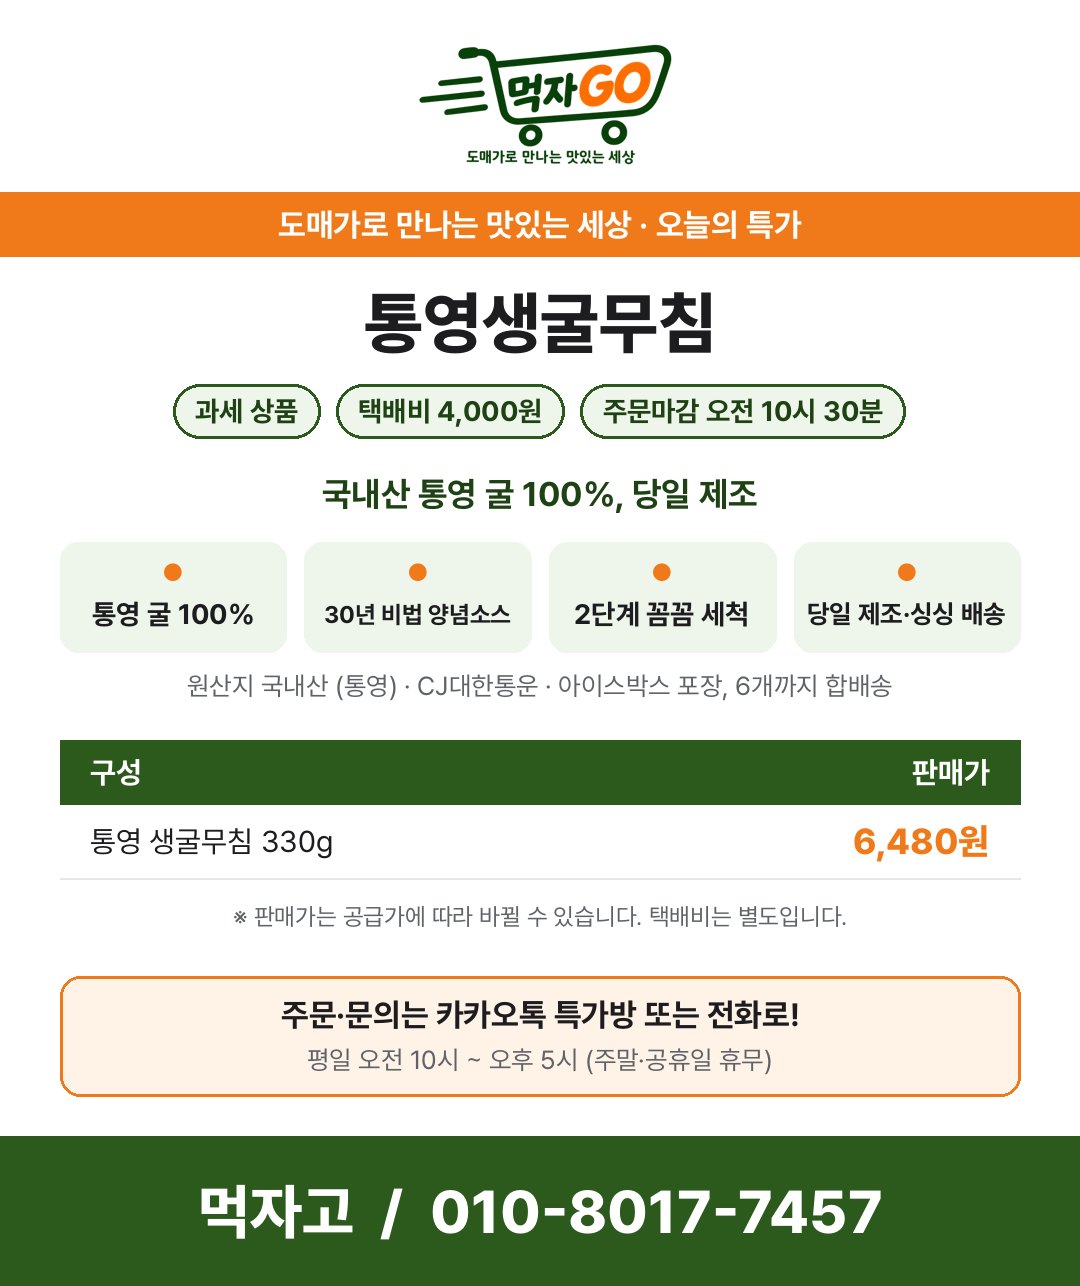 먹자GO
도매가로 만나는 맛있는 세상
도매가로 만나는 맛있는 세상 · 오늘의 특가
통영생굴무침
과세 상품 택배비 4,000원 주문마감 오전 10시 30분
국내산 통영 굴 100%, 당일 제조
통영 굴 100% 30년 비법 양념소스 2단계 꼼꼼 세척 당일 제조·싱싱 배송
원산지 국내산 (통영) · CJ대한통운 · 아이스박스 포장, 6개까지 합배송
구성 판매가
통영 생굴무침 330g 6,480원
※ 판매가는 공급가에 따라 바뀔 수 있습니다. 택배비는 별도입니다.
주문·문의는 카카오톡 특가방 또는 전화로!
평일 오전 10시 ~ 오후 5시 (주말·공휴일 휴무)
먹자고 / 010-8017-7457